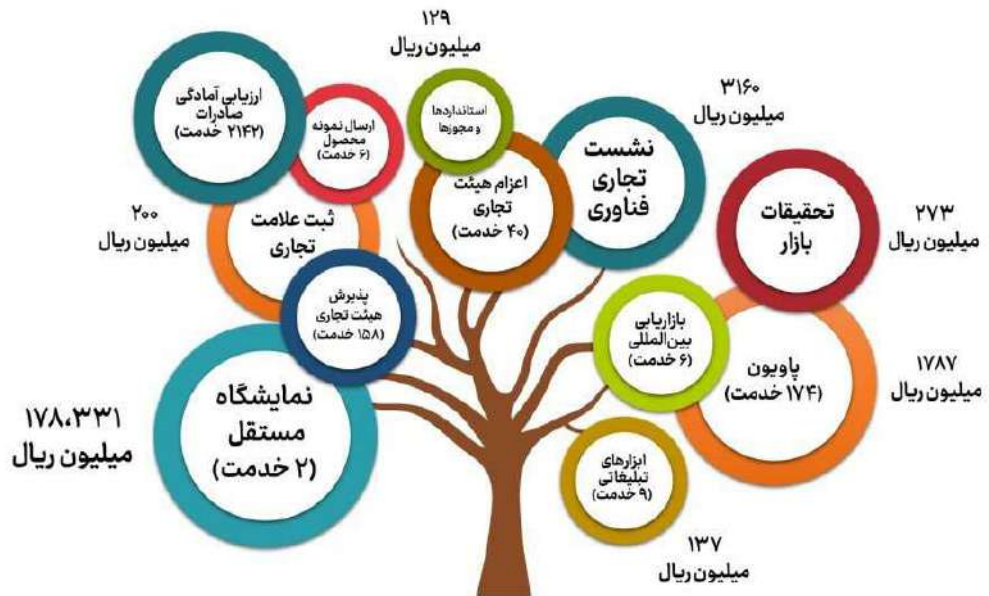 ۱۲۹
میلیون ریال
۳۱۶۰
میلیون ریال
ارزیابی آمادگی
صادرات
(۲۱۴۲ خدمت)
ارسال نمونه
محصول
(۶ خدمت)
استانداردها
و مجوزها
نشست
تجاری
فناوری
اعزام هیئت
تجاری
(۴۰ خدمت)
تحقیقات
بازار
۲۷۳
میلیون ریال
۲۰۰
میلیون ریال
ثبت علامت
تجاری
پذیرش
هیئت تجاری
(۱۵۸ خدمت)
بازاریابی
بین‌المللی
(۶ خدمت)
پاویون
(۱۷۴ خدمت)
۱۷۸۷
میلیون ریال
نمایشگاه
مستقل
(۲ خدمت)
۱۷۸،۳۳۱
میلیون ریال
ابزارهای
تبلیغاتی
(۹ خدمت)
۱۳۷
میلیون ریال